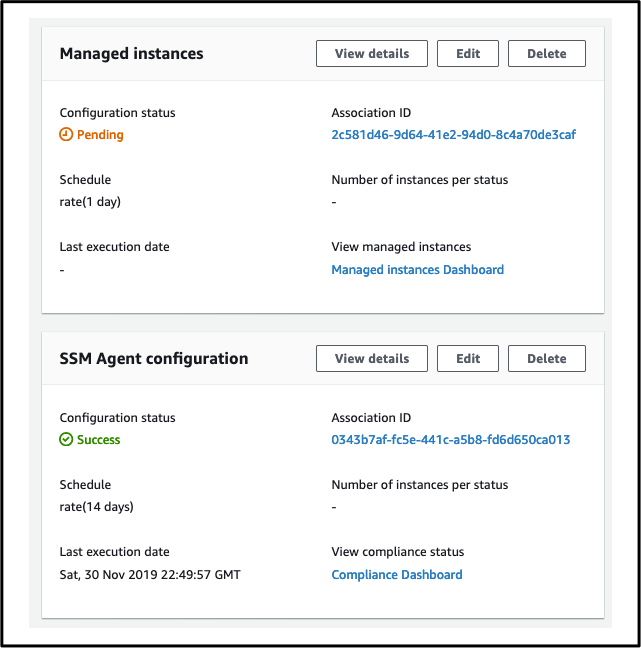 Managed instances
View details
Edit
Delete
Configuration status
Pending
Association ID
2c581d46-9d64-41e2-94d0-8c4a70de3caf
Schedule
rate(1 day)
Number of instances per status
-
Last execution date
-
View managed instances
Managed instances Dashboard
SSM Agent configuration
View details
Edit
Delete
Configuration status
Success
Association ID
0343b7af-fc5e-441c-a5b8-fd6d650ca013
Schedule
rate(14 days)
Number of instances per status
-
Last execution date
Sat, 30 Nov 2019 22:49:57 GMT
View compliance status
Compliance Dashboard